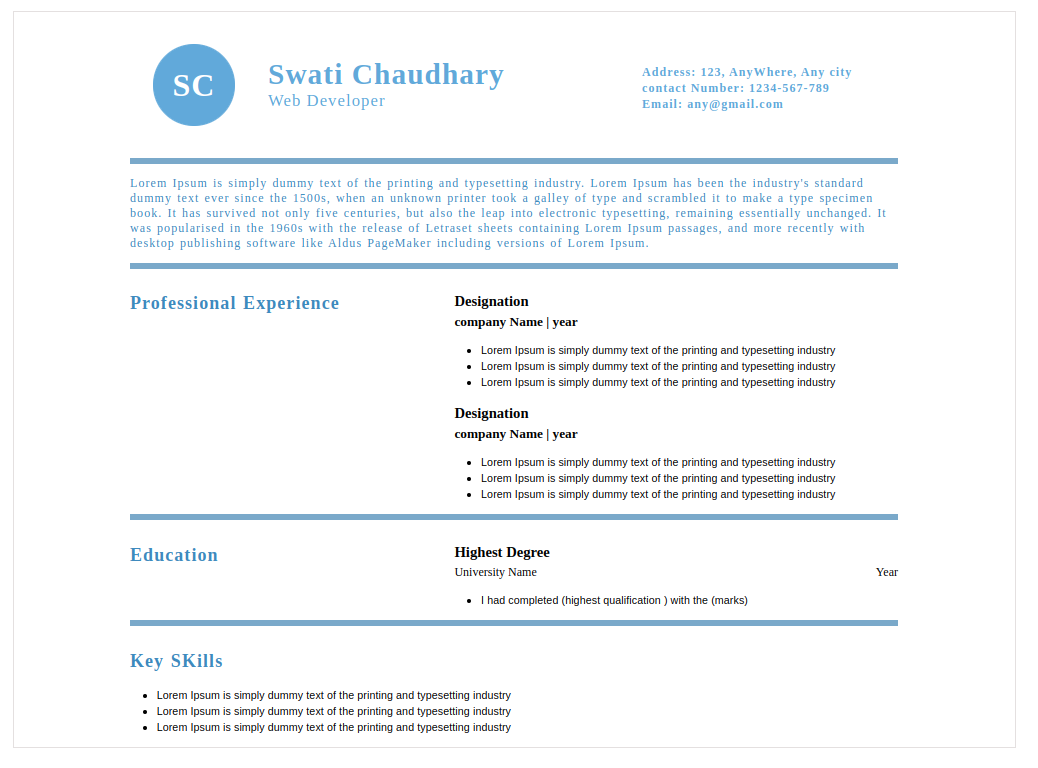 SC
Swati Chaudhary
Web Developer
Address: 123, AnyWhere, Any city
contact Number: 1234-567-789
Email: any@gmail.com
Lorem Ipsum is simply dummy text of the printing and typesetting industry. Lorem Ipsum has been the industry's standard
dummy text ever since the 1500s, when an unknown printer took a galley of type and scrambled it to make a type specimen
book. It has survived not only five centuries, but also the leap into electronic typesetting, remaining essentially unchanged. It
was popularised in the 1960s with the release of Letraset sheets containing Lorem Ipsum passages, and more recently with
desktop publishing software like Aldus PageMaker including versions of Lorem Ipsum.
Professional Experience
Designation
company Name | year
• Lorem Ipsum is simply dummy text of the printing and typesetting industry
• Lorem Ipsum is simply dummy text of the printing and typesetting industry
• Lorem Ipsum is simply dummy text of the printing and typesetting industry
Designation
company Name | year
• Lorem Ipsum is simply dummy text of the printing and typesetting industry
• Lorem Ipsum is simply dummy text of the printing and typesetting industry
• Lorem Ipsum is simply dummy text of the printing and typesetting industry
Education
Highest Degree
University Name Year
• I had completed (highest qualification ) with the (marks)
Key SKills
• Lorem Ipsum is simply dummy text of the printing and typesetting industry
• Lorem Ipsum is simply dummy text of the printing and typesetting industry
• Lorem Ipsum is simply dummy text of the printing and typesetting industry